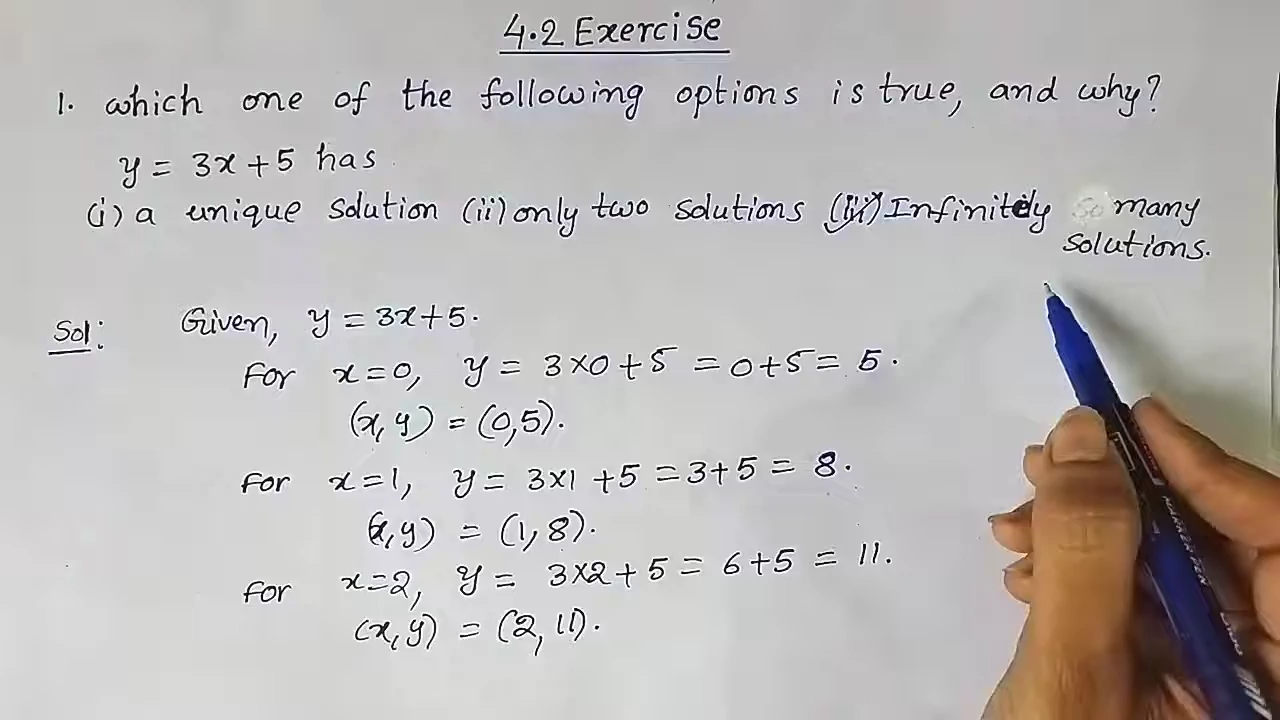 4.2 Exercise
1. which one of the following options is true, and why?
y = 3x + 5 has
(i) a unique solution (ii) only two solutions (iii) Infinitely so many
solutions.
Sol: Given, y = 3x+5.
For x=0, y = 3×0+5 = 0+5 = 5.
(x, y) = (0,5).
For x=1, y = 3×1 +5 = 3+5 = 8.
(x, y) = (1, 8).
For x=2, y = 3×2+5 = 6+5 = 11.
(x, y) = (2, 11).